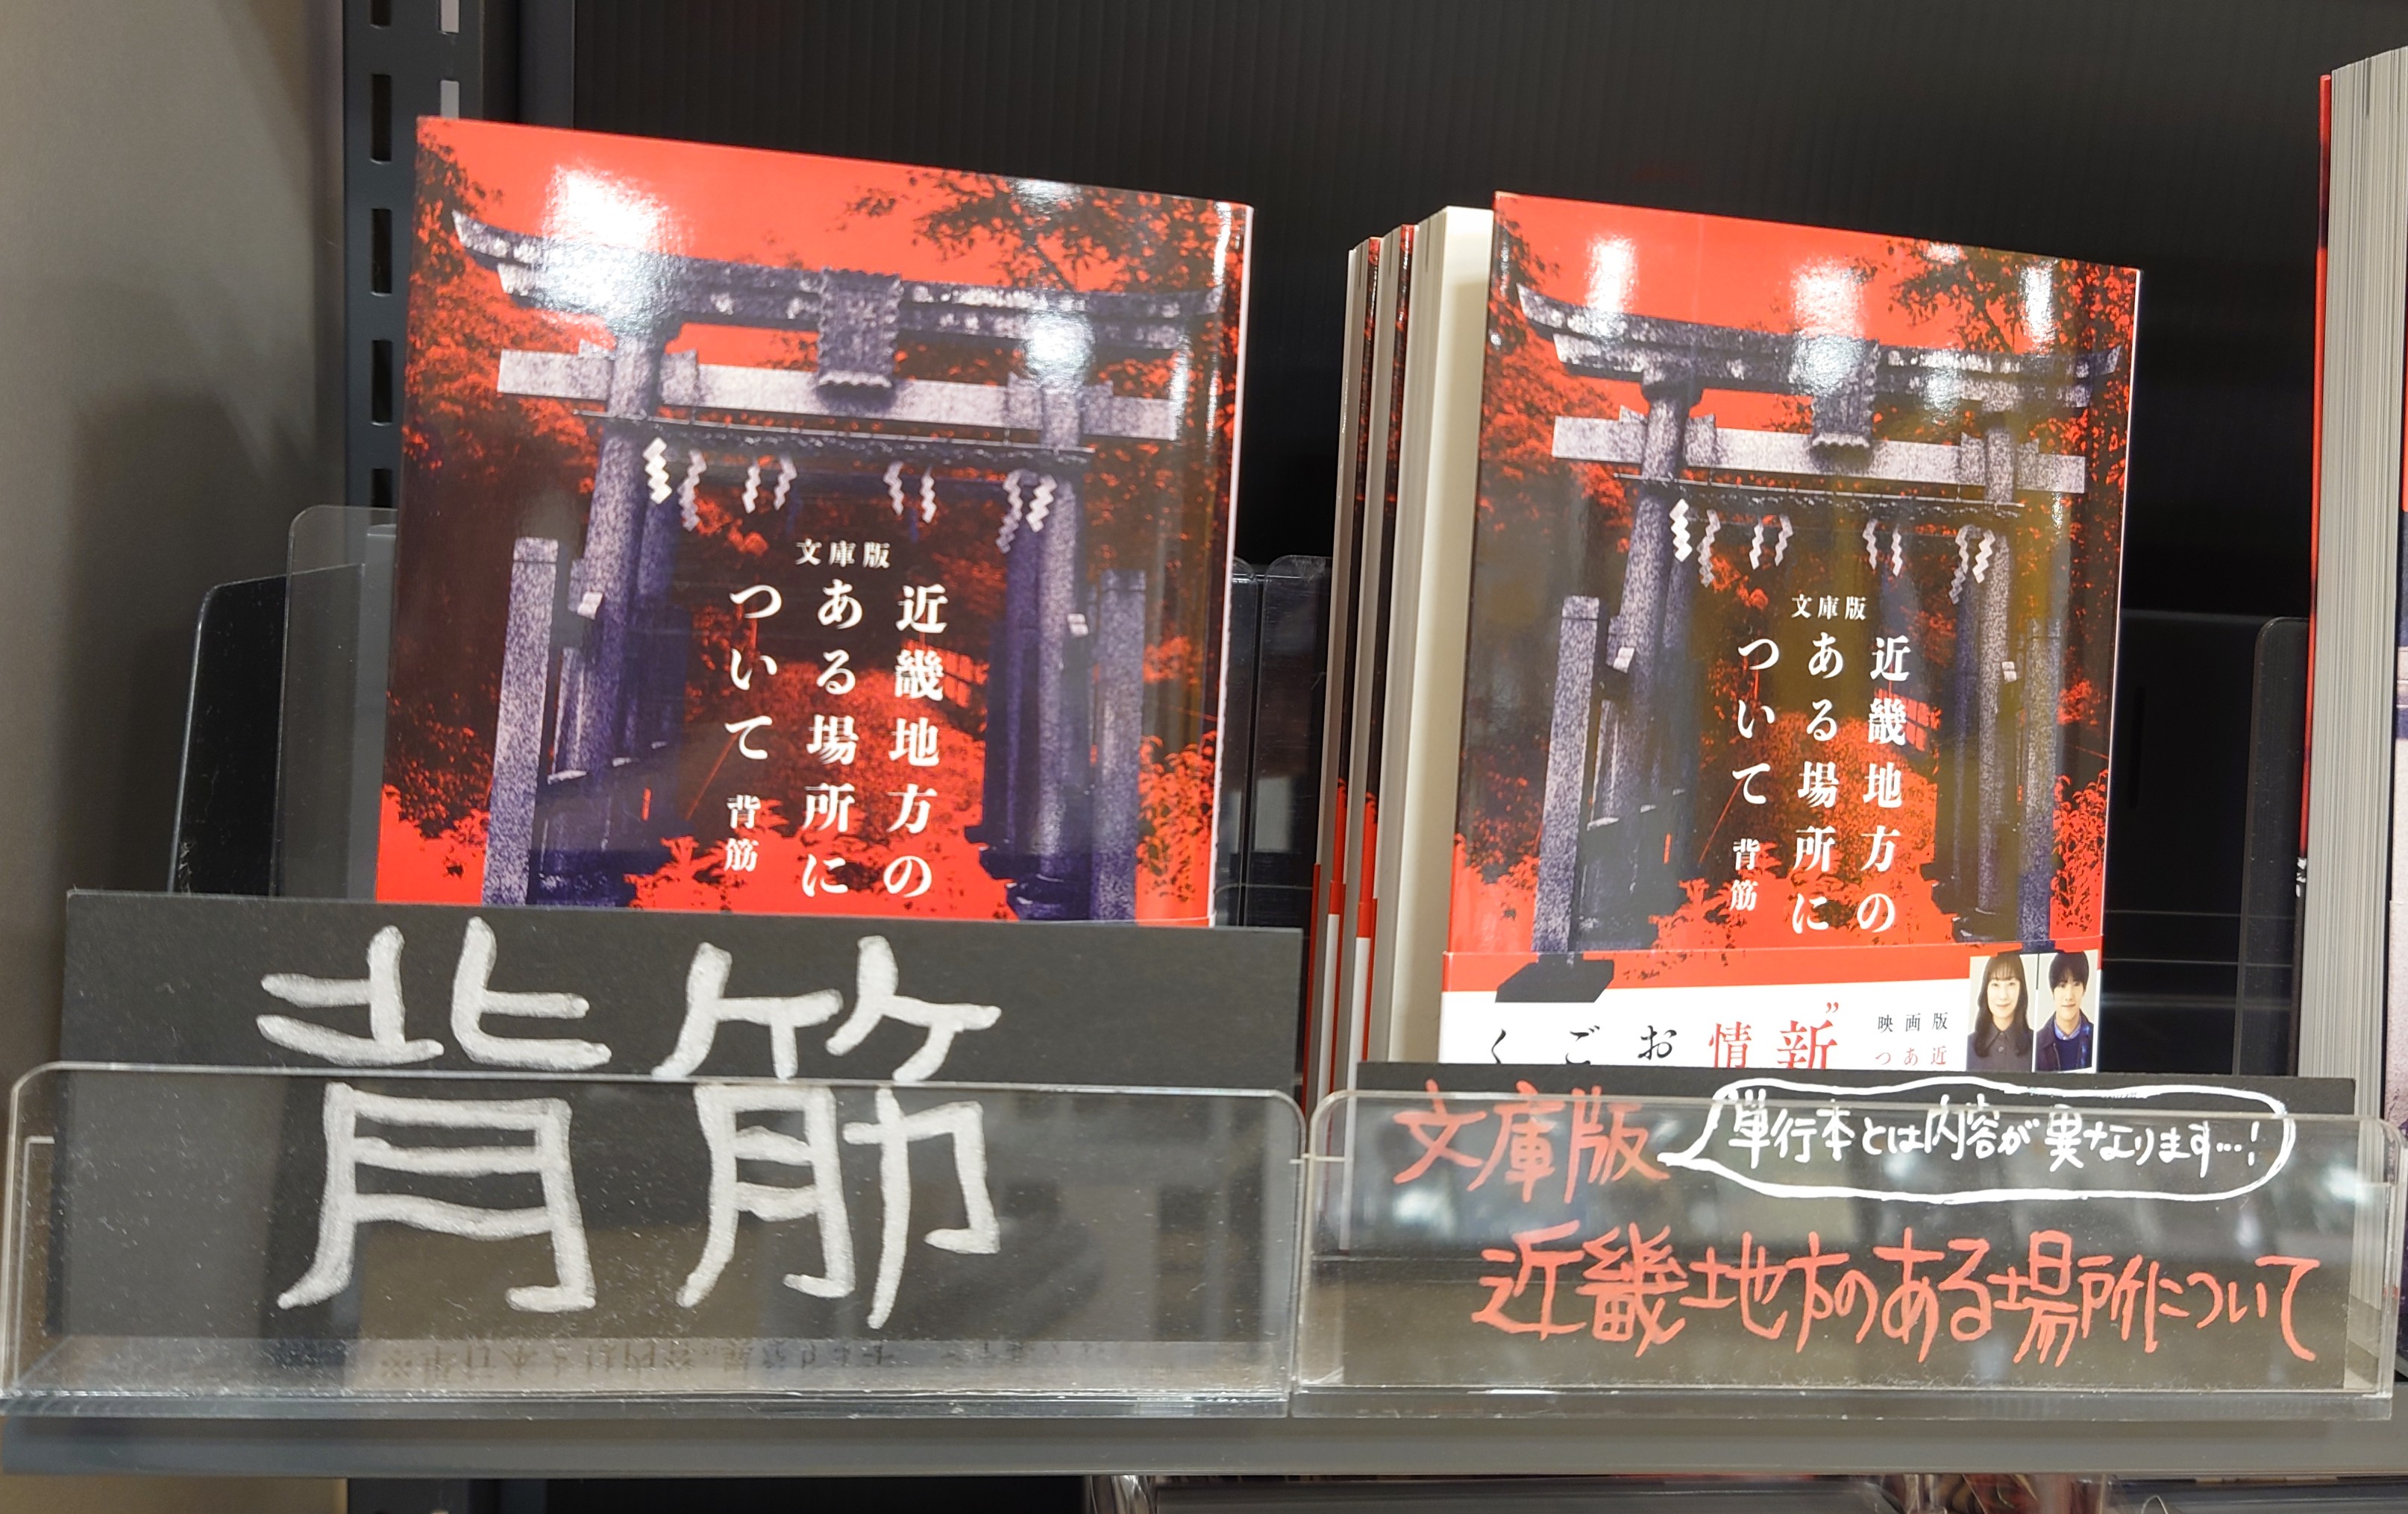 文庫版
近畿地方の
ある場所に
ついて
背筋
文庫版
近畿地方の
ある場所に
ついて
背筋
映画版
近
あ
つ
新
情
お
ご
く
背筋
文庫版
単行本とは内容が異なります…!
近畿地方のある場所について